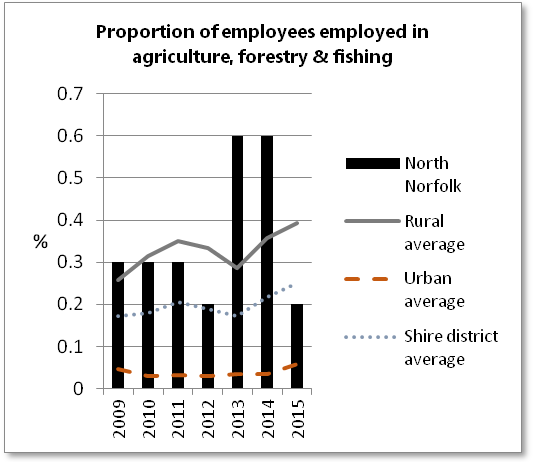 Proportion of employees employed in
agriculture, forestry & fishing
0.7
0.6
0.5
0.4
0.3
0.2
0.1
0
%
2009
2010
2011
2012
2013
2014
2015
North
Norfolk
Rural
average
Urban
average
Shire district
average